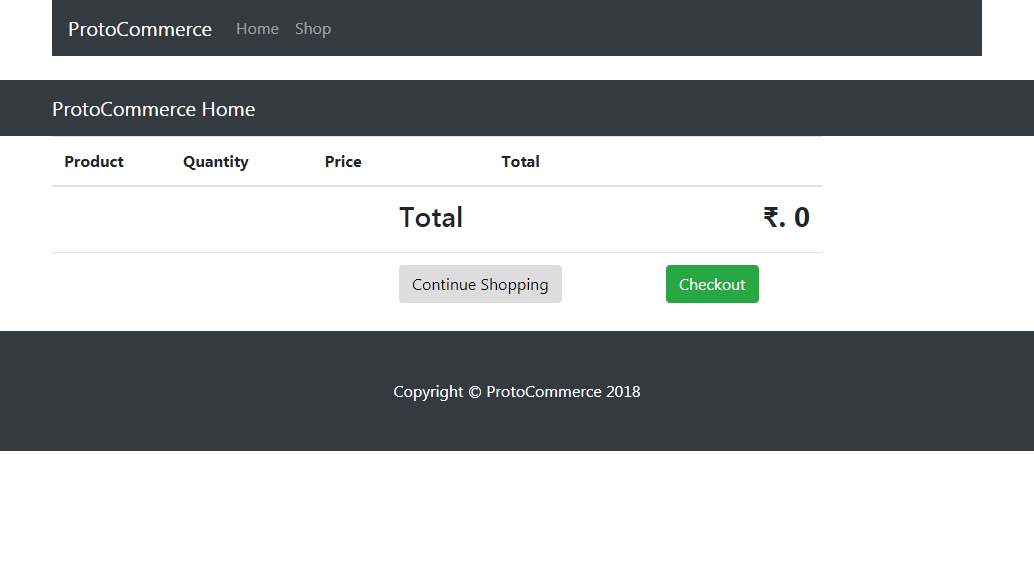 ProtoCommerce Home Shop
ProtoCommerce Home
Product Quantity Price Total
Total ₹. 0
Continue Shopping Checkout
Copyright © ProtoCommerce 2018